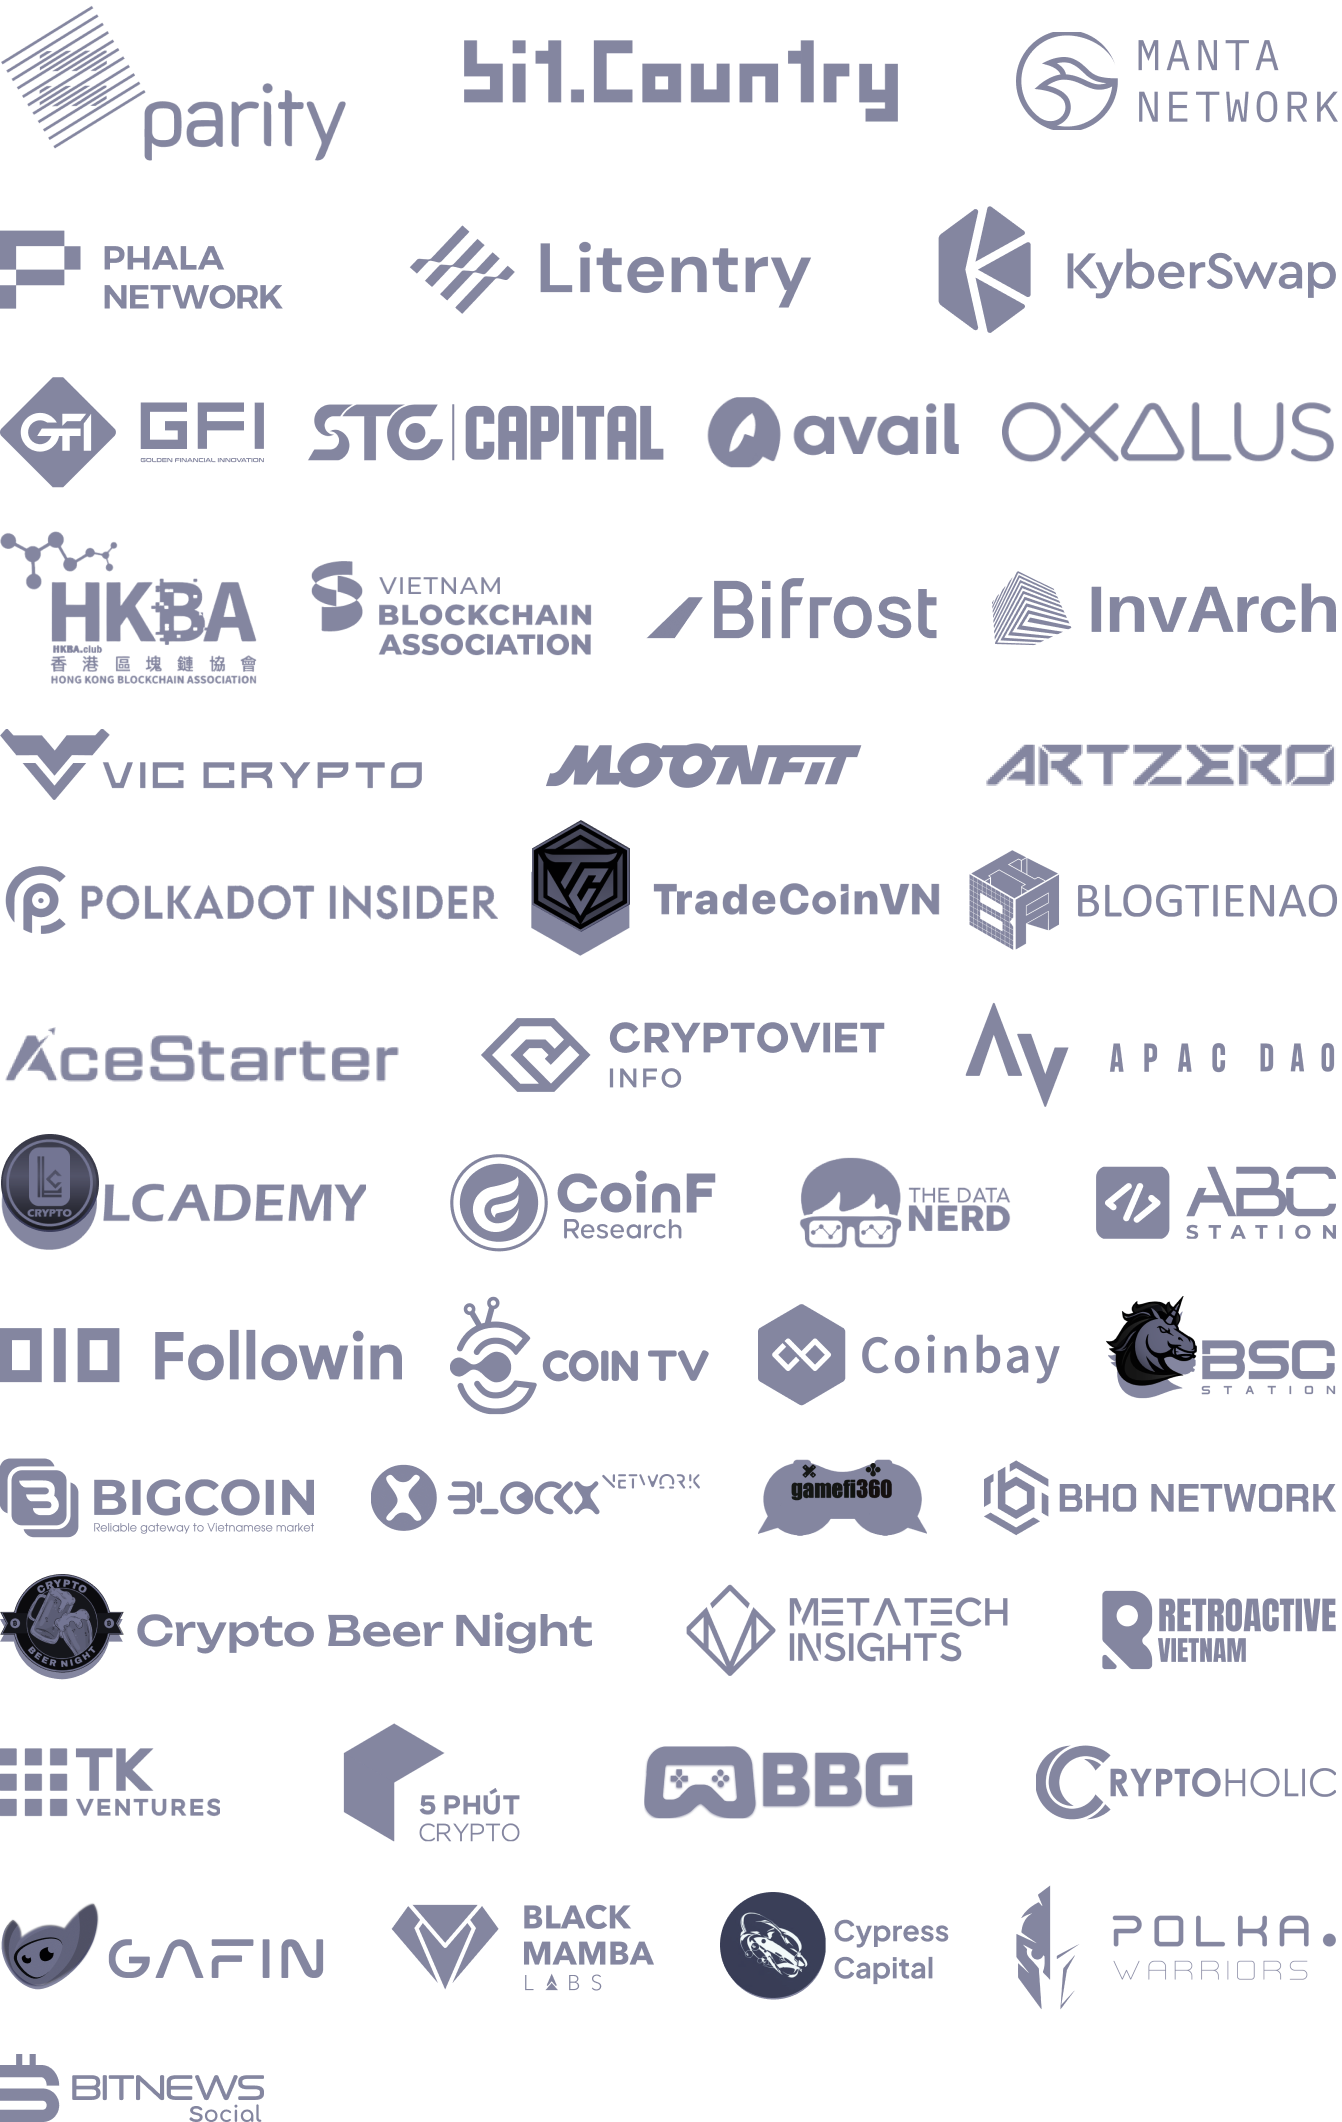 parity
bit.Country
MANTA
NETWORK
PHALA
NETWORK
Litentry
KyberSwap
GFI
GFI
GOLDEN FINANCIAL INNOVATION
STC CAPITAL
avail
OXALUS
HKBA
HKBA.club
香港區塊鏈協會
HONG KONG BLOCKCHAIN ASSOCIATION
VIETNAM
BLOCKCHAIN
ASSOCIATION
Bifrost
InvArch
VIC CRYPTO
MOONFIT
ARTZERO
POLKADOT INSIDER
TC
TradeCoinVN
BLOGTIENAO
AceStarter
CRYPTOVIET
INFO
APAC DAO
CRYPTO
LCADEMY
CoinF
Research
THE DATA
NERD
ABC
STATION
Followin
COIN TV
Coinbay
BSC
STATION
BIGCOIN
Reliable gateway to Vietnamese market
BLOCKX NETWORK
gamefi360
BHO NETWORK
CRYPTO
BEER NIGHT
Crypto Beer Night
METATECH
INSIGHTS
RETROACTIVE
VIETNAM
TK
VENTURES
5 PHÚT
CRYPTO
BBG
CRYPTOHOLIC
GAFIN
BLACK
MAMBA
LABS
Cypress
Capital
POLKA.
WARRIORS
BITNEWS
Social